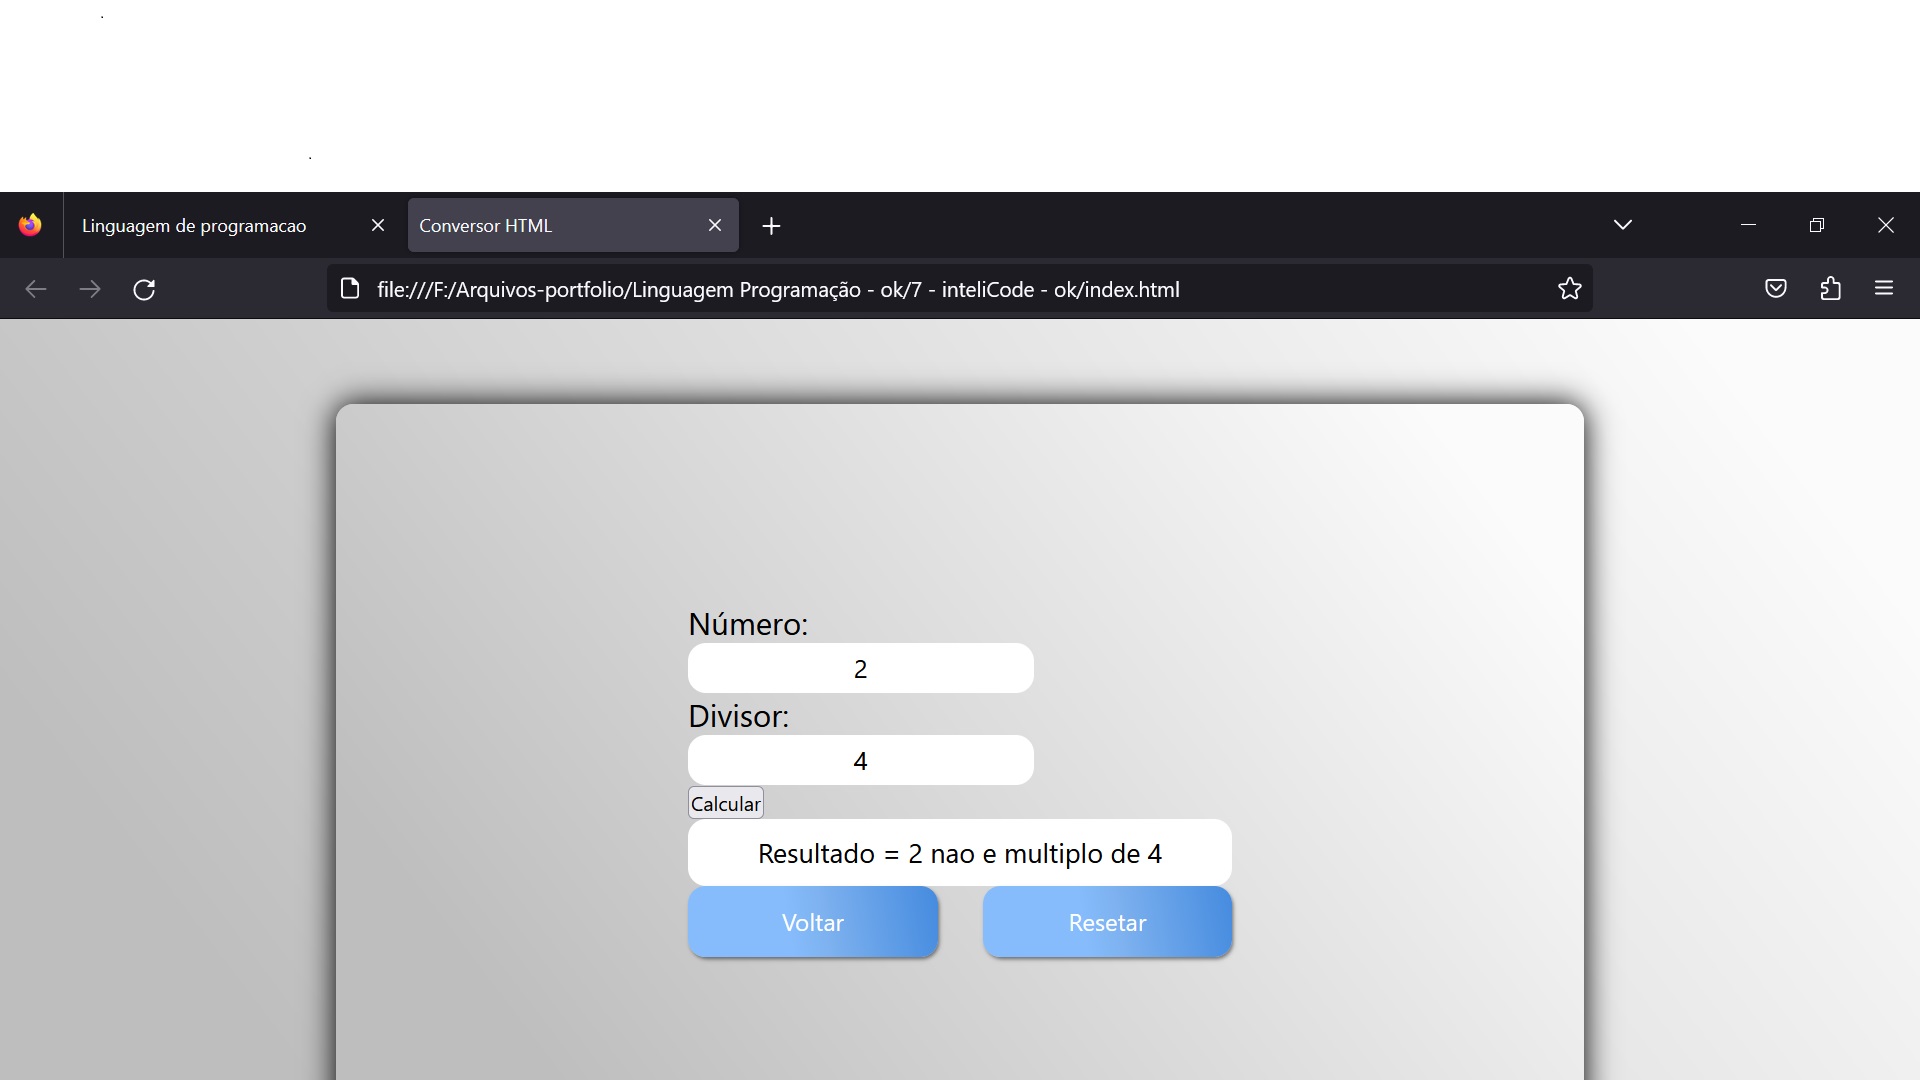 Linguagem de programacao
Conversor HTML
file:///F:/Arquivos-portfolio/Linguagem Programação - ok/7 - inteliCode - ok/index.html
Número:
2
Divisor:
4
Calcular
Resultado = 2 nao e multiplo de 4
Voltar
Resetar